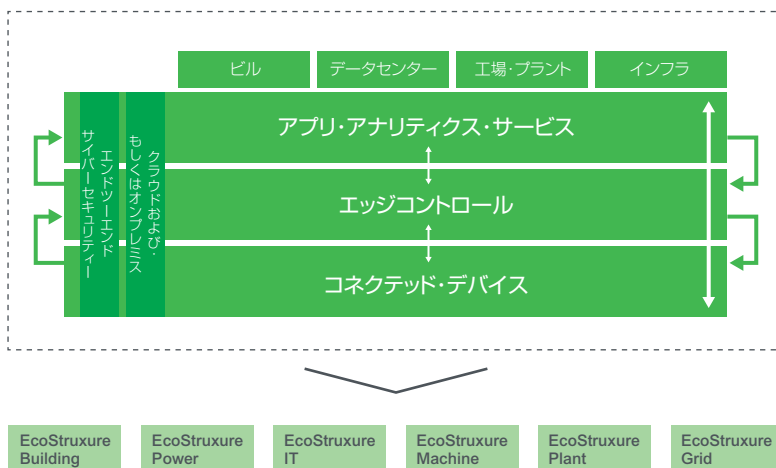 ビル
データセンター
工場・プラント
インフラ
エンドツーエンド
サイバーセキュリティー
クラウドおよび・
もしくはオンプレミス
アプリ・アナリティクス・サービス
エッジコントロール
コネクテッド・デバイス
EcoStruxure
Building
EcoStruxure
Power
EcoStruxure
IT
EcoStruxure
Machine
EcoStruxure
Plant
EcoStruxure
Grid